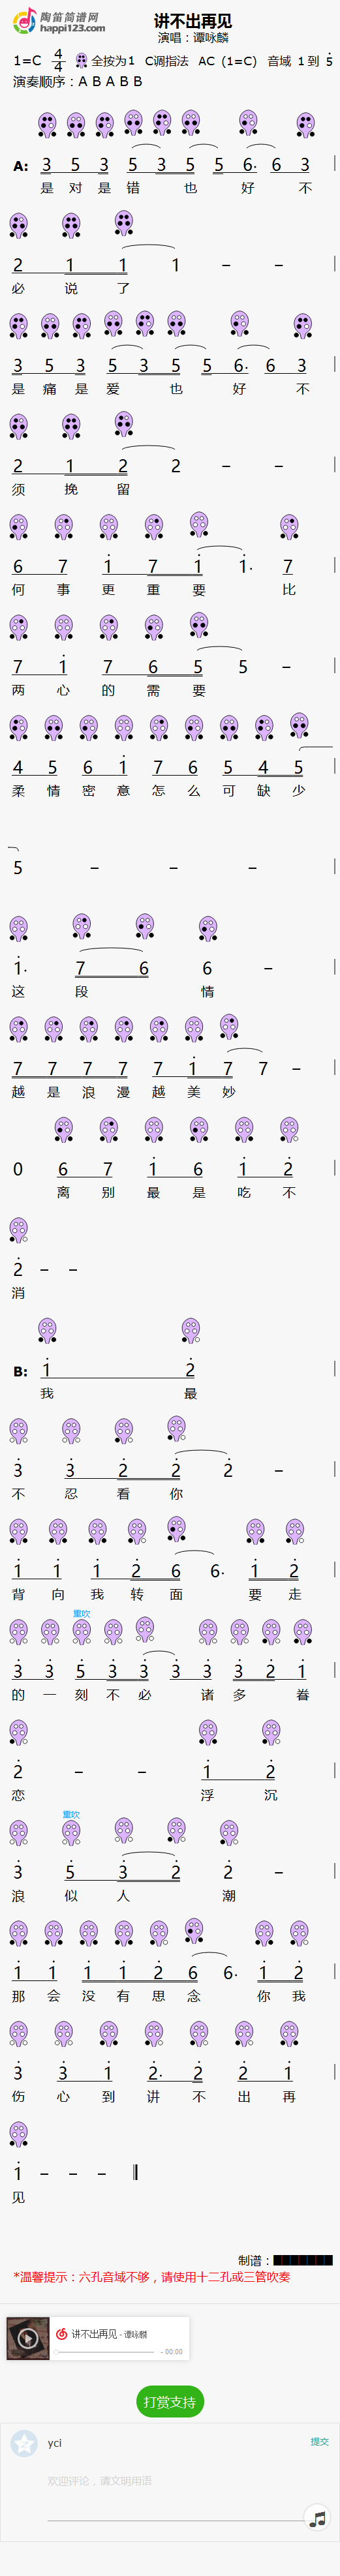 陶笛简谱网
happi123.com
讲不出再见
演唱：谭咏麟
1=C 4/4 全按为1 C调指法 AC (1=C) 音域 1 到 5̇
演奏顺序：A B A B B
A: 3 5 3 5 3 5 5 6. 6 3 |
是 对 是 错 也 好 不
2 1 1 1 – – |
必 说 了
3 5 3 5 3 5 5 6. 6 3 |
是 痛 是 爱 也 好 不
2 1 2 2 – – |
须 挽 留
6 7 1̇ 7 1̇ 1̇. 7 |
何 事 更 重 要 比
7 1̇ 7 6 5 5 – |
两 心 的 需 要
4 5 6 1̇ 7 6 5 4 5 |
柔 情 密 意 怎 么 可 缺 少
5 – – – |
1̇. 7 6 6 – |
这 段 情
7 7 7 7 7 1̇ 7 7 – |
越 是 浪 漫 越 美 妙
0 6 7 1̇ 6 1̇ 2̇ |
离 别 最 是 吃 不
2̇ – –
消
B: 1̇ 2̇ |
我 最
3̇ 3̇ 2̇ 2̇ 2̇ – |
不 忍 看 你
1̇ 1̇ 1̇ 2̇ 6 6. 1̇ 2̇ |
背 向 我 转 面 要 走
重吹
3̇ 3̇ 5̇ 3̇ 3̇ 3̇ 3̇ 3̇ 2̇ 1̇ |
的 一 刻 不 必 诸 多 眷
2̇ – – 1̇ 2̇ |
恋 浮 沉
重吹
3̇ 5̇ 3̇ 2̇ 2̇ – |
浪 似 人 潮
1̇ 1̇ 1̇ 1̇ 2̇ 6 6. 1̇ 2̇ |
那 会 没 有 思 念 你 我
3̇ 3̇ 1̇ 2̇. 2̇ 2̇ 1̇ |
伤 心 到 讲 不 出 再
1̇ – – – ‖
见
制谱：
*温馨提示：六孔音域不够，请使用十二孔或三管吹奏
讲不出再见 - 谭咏麟
- 00:00
打赏支持
yci
提交
欢迎评论，请文明用语